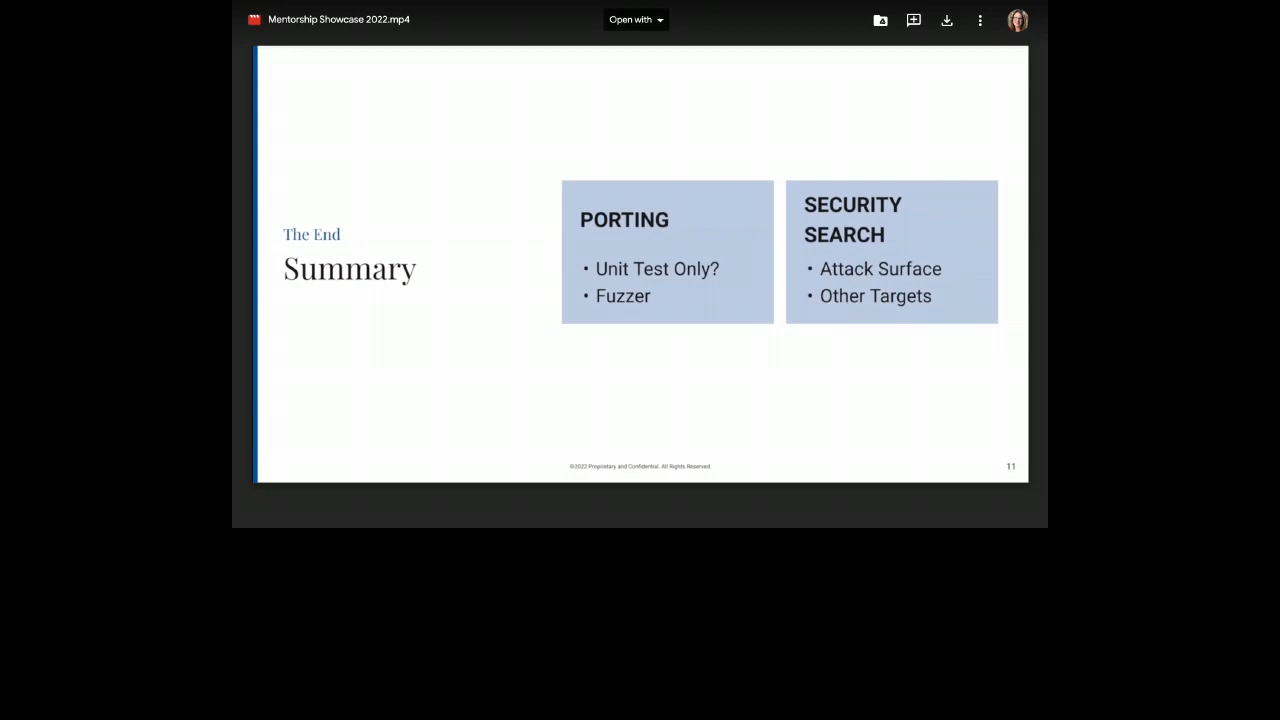 Mentorship Showcase 2022.mp4
Open with
The End
Summary
PORTING
• Unit Test Only?
• Fuzzer
SECURITY
SEARCH
• Attack Surface
• Other Targets
©2022 Proprietary and Confidential. All Rights Reserved.
11